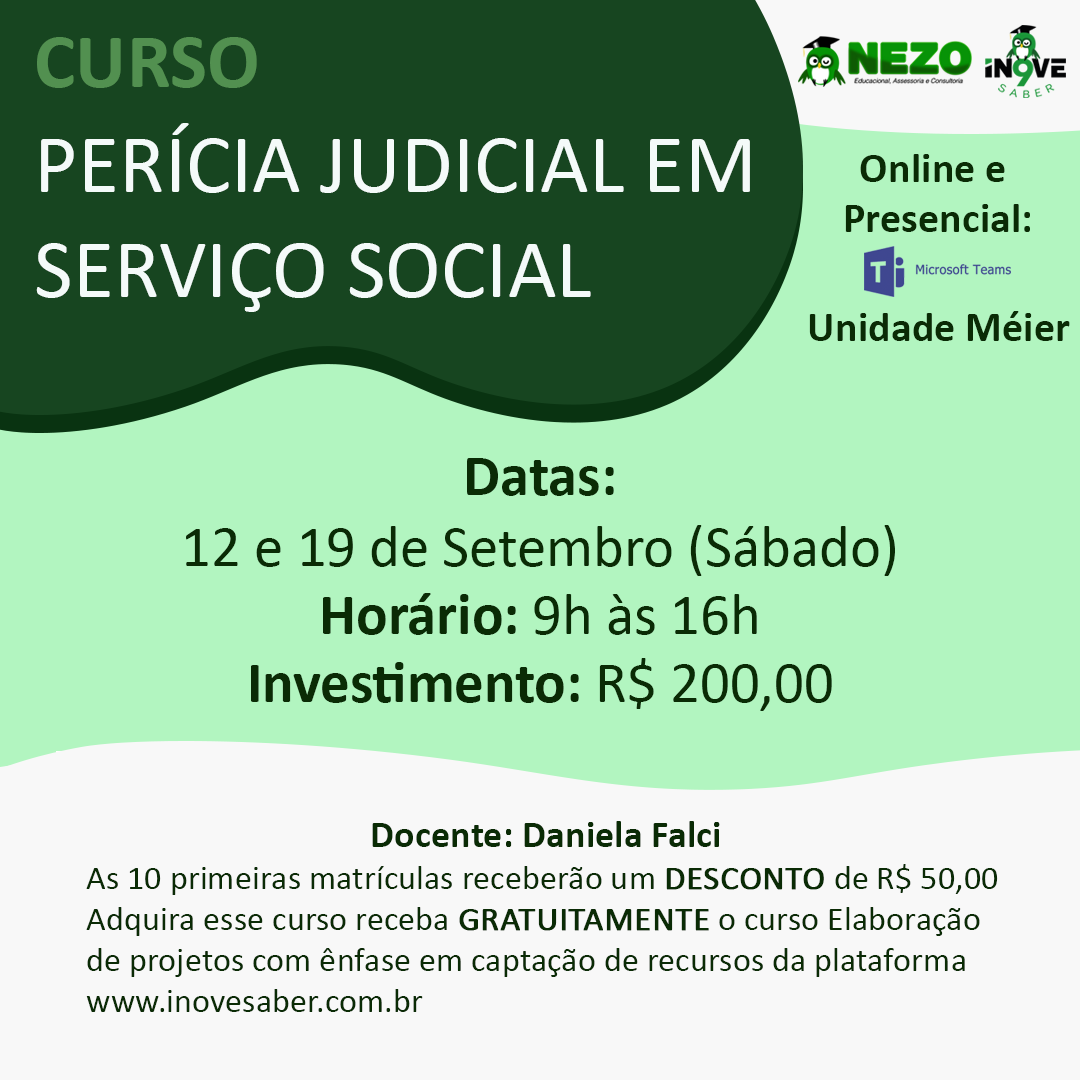 CURSO
PERÍCIA JUDICIAL EM
SERVIÇO SOCIAL
NEZO
Educacional, Assessoria e Consultoria
iN9VE
SABER
Online e
Presencial:
Microsoft Teams
Unidade Méier
Datas:
12 e 19 de Setembro (Sábado)
Horário: 9h às 16h
Investimento: R$ 200,00
Docente: Daniela Falci
As 10 primeiras matrículas receberão um DESCONTO de R$ 50,00
Adquira esse curso receba GRATUITAMENTE o curso Elaboração
de projetos com ênfase em captação de recursos da plataforma
www.inovesaber.com.br